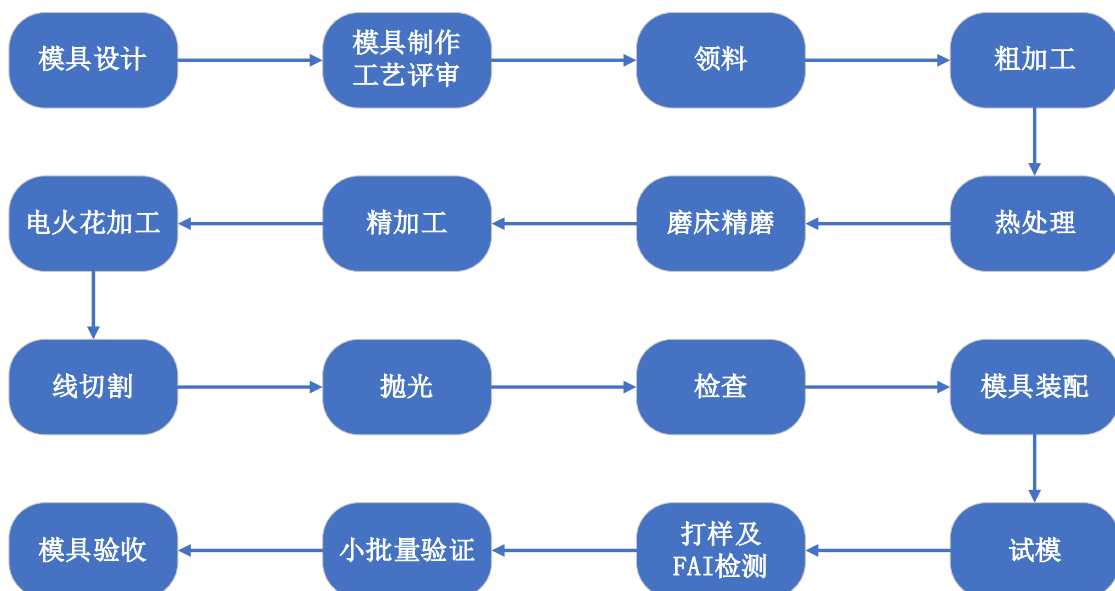 模具设计
模具制作
工艺评审
领料
粗加工
热处理
磨床精磨
精加工
电火花加工
线切割
抛光
检查
模具装配
试模
打样及
FAI检测
小批量验证
模具验收